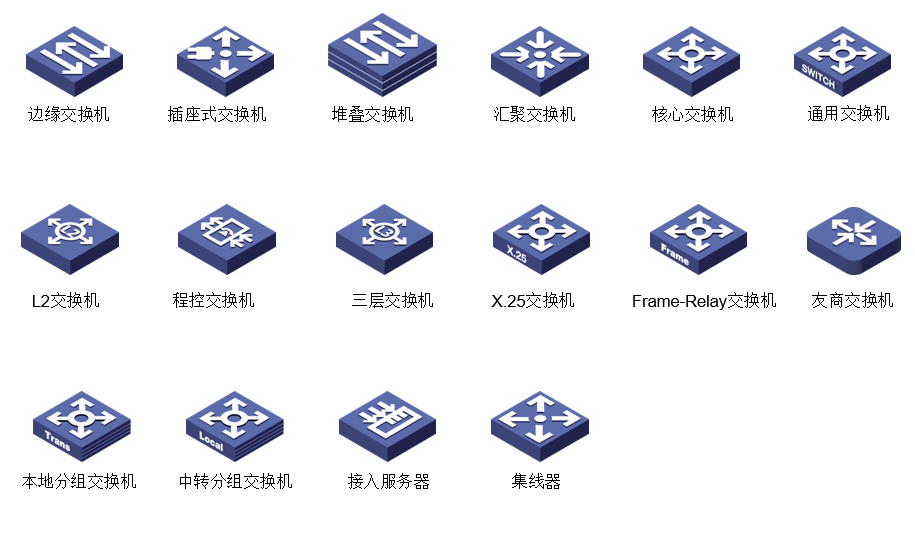 边缘交换机
插座式交换机
堆叠交换机
汇聚交换机
核心交换机
SWITCH
通用交换机
L2
L2交换机
程控交换机
L3
三层交换机
X.25
X.25交换机
Frame
Frame-Relay交换机
友商交换机
Trans
本地分组交换机
Local
中转分组交换机
接入服务器
集线器